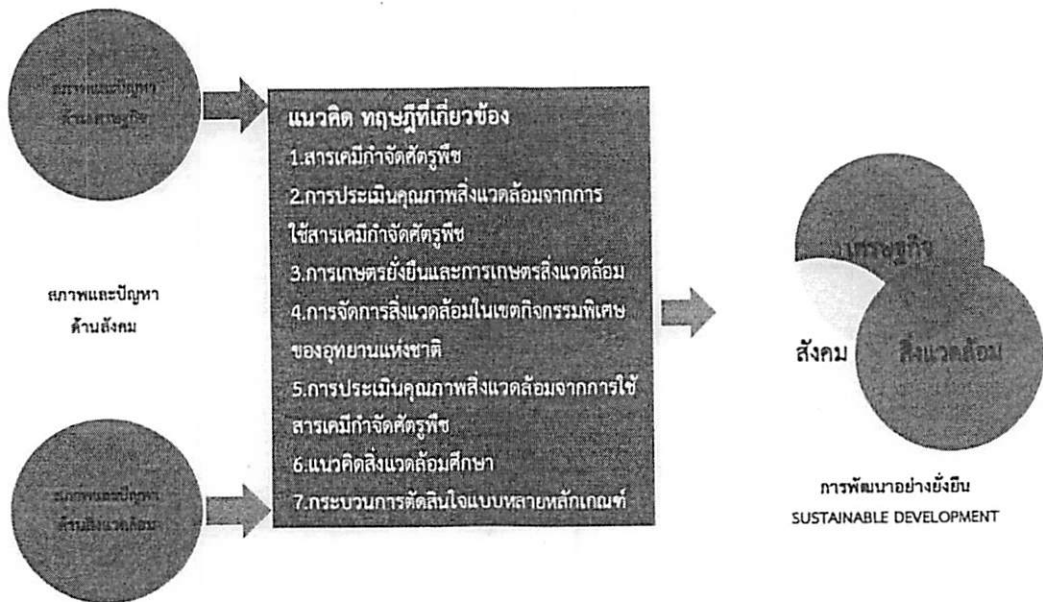 สภาพและปัญหา
ด้านเศรษฐกิจ
สภาพและปัญหา
ด้านสังคม
สภาพและปัญหา
ด้านสิ่งแวดล้อม
แนวคิด ทฤษฎีที่เกี่ยวข้อง
1.สารเคมีกำจัดศัตรูพืช
2.การประเมินคุณภาพสิ่งแวดล้อมจากการ
ใช้สารเคมีกำจัดศัตรูพืช
3.การเกษตรยั่งยืนและการเกษตรสิ่งแวดล้อม
4.การจัดการสิ่งแวดล้อมในเขตกิจกรรมพิเศษ
ของอุทยานแห่งชาติ
5.การประเมินคุณภาพสิ่งแวดล้อมจากการใช้
สารเคมีกำจัดศัตรูพืช
6.แนวคิดสิ่งแวดล้อมศึกษา
7.กระบวนการตัดสินใจแบบหลายหลักเกณฑ์
เศรษฐกิจ
สังคม
สิ่งแวดล้อม
การพัฒนาอย่างยั่งยืน
SUSTAINABLE DEVELOPMENT